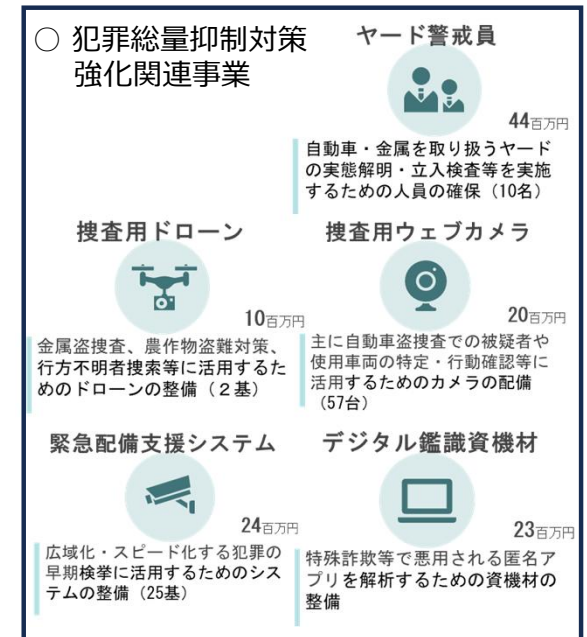 ○ 犯罪総量抑制対策
強化関連事業
ヤード警戒員
44百万円
自動車・金属を取り扱うヤード
の実態解明・立入検査等を実施
するための人員の確保（10名）
捜査用ドローン
10百万円
金属盗捜査、農作物盗難対策、
行方不明者捜索等に活用するた
めのドローンの整備（２基）
捜査用ウェブカメラ
20百万円
主に自動車盗捜査での被疑者や
使用車両の特定・行動確認等に
活用するためのカメラの配備
（57台）
緊急配備支援システム
24百万円
広域化・スピード化する犯罪の
早期検挙に活用するためのシス
テムの整備（25基）
デジタル鑑識資機材
23百万円
特殊詐欺等で悪用される匿名ア
プリを解析するための資機材の
整備